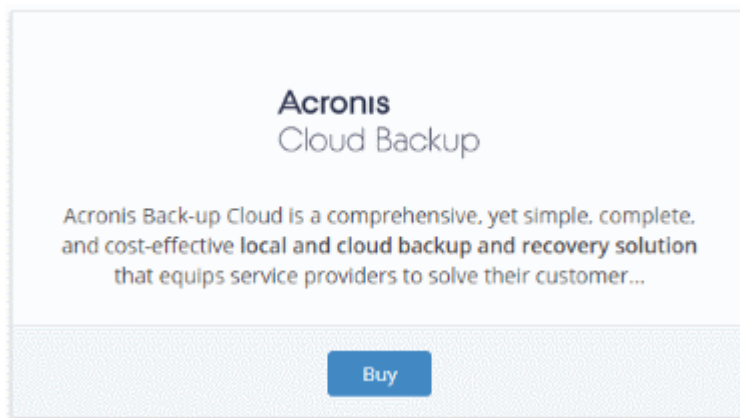 Acronis
Cloud Backup
Acronis Back-up Cloud is a comprehensive, yet simple, complete,
and cost-effective local and cloud backup and recovery solution
that equips service providers to solve their customer...
Buy